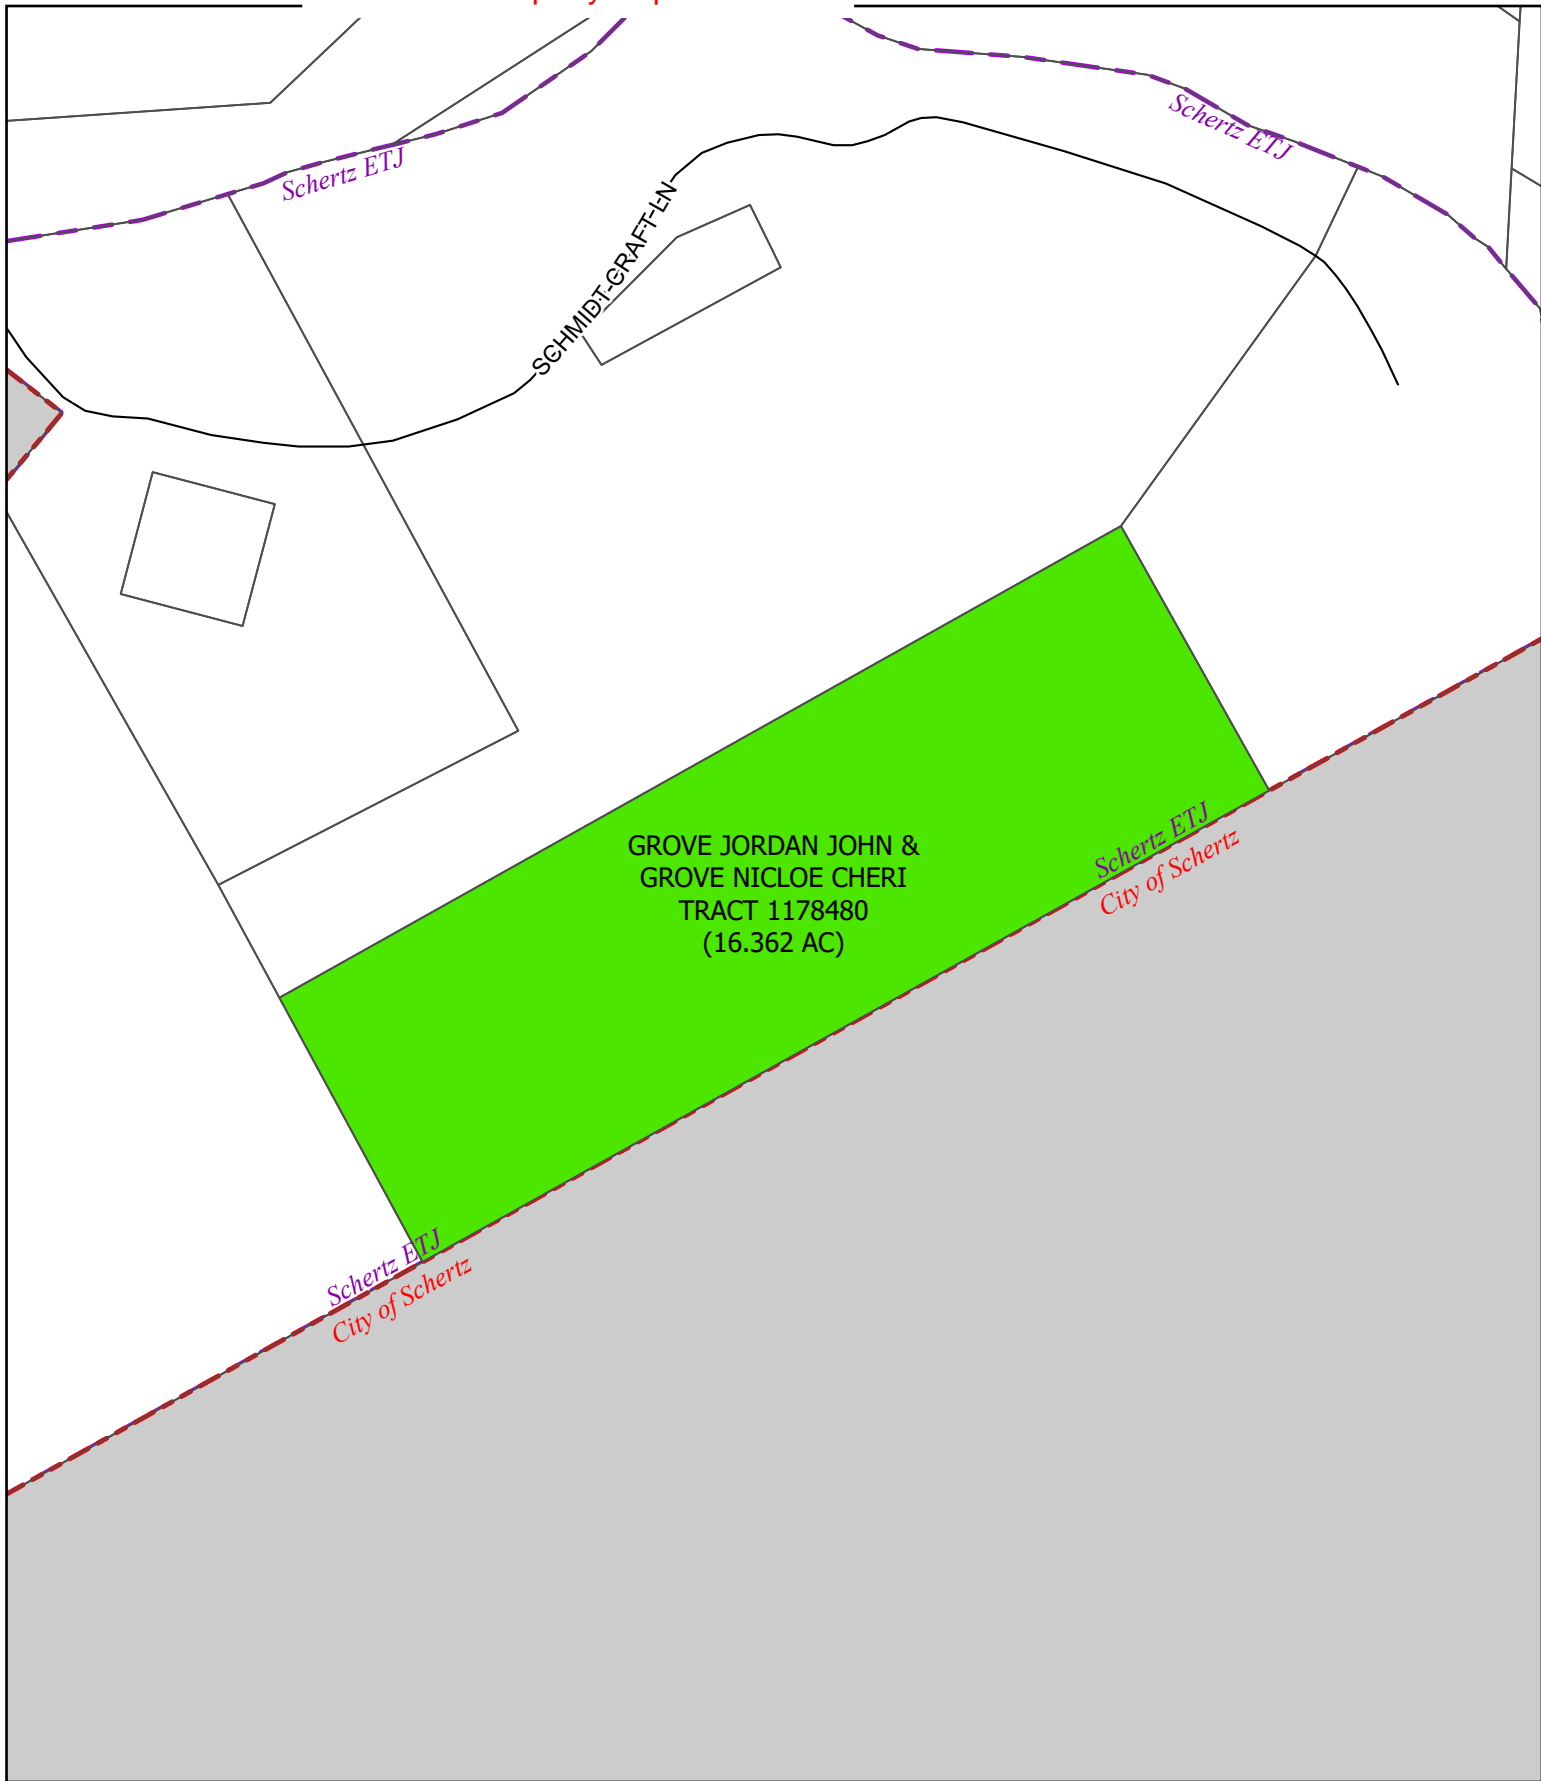 Schertz ETJ
Schertz ETJ
SCHMIDT-GRAFT-LN
GROVE JORDAN JOHN &
GROVE NICLOE CHERI
TRACT 1178480
(16.362 AC)
Schertz ETJ
City of Schertz
Schertz ETJ
City of Schertz